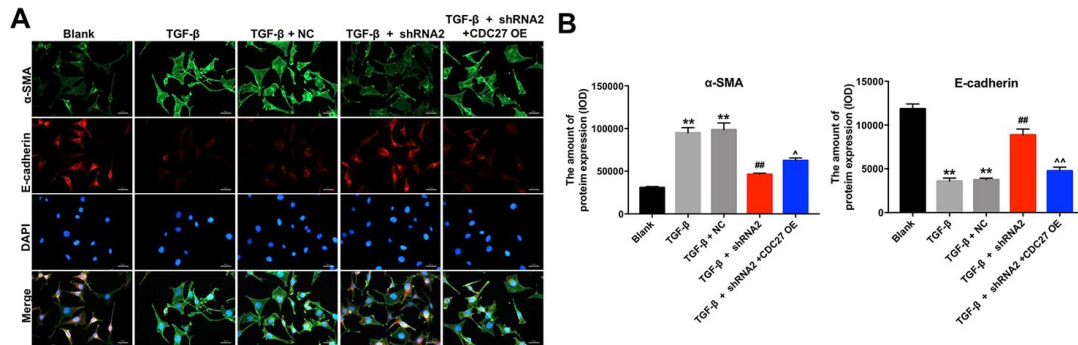 A
Blank
TGF-β
TGF-β + NC
TGF-β + shRNA2
TGF-β + shRNA2
+CDC27 OE
α-SMA
E-cadherin
DAPI
Merge
B
α-SMA
The amount of
protein expression (IOD)
150000
100000
50000
0
**
**
##
^
Blank
TGF-β
TGF-β + NC
TGF-β + shRNA2
TGF-β + shRNA2 +CDC27 OE
E-cadherin
The amount of
protein expression (IOD)
15000
10000
5000
0
**
**
##
^^
Blank
TGF-β
TGF-β + NC
TGF-β + shRNA2
TGF-β + shRNA2 +CDC27 OE